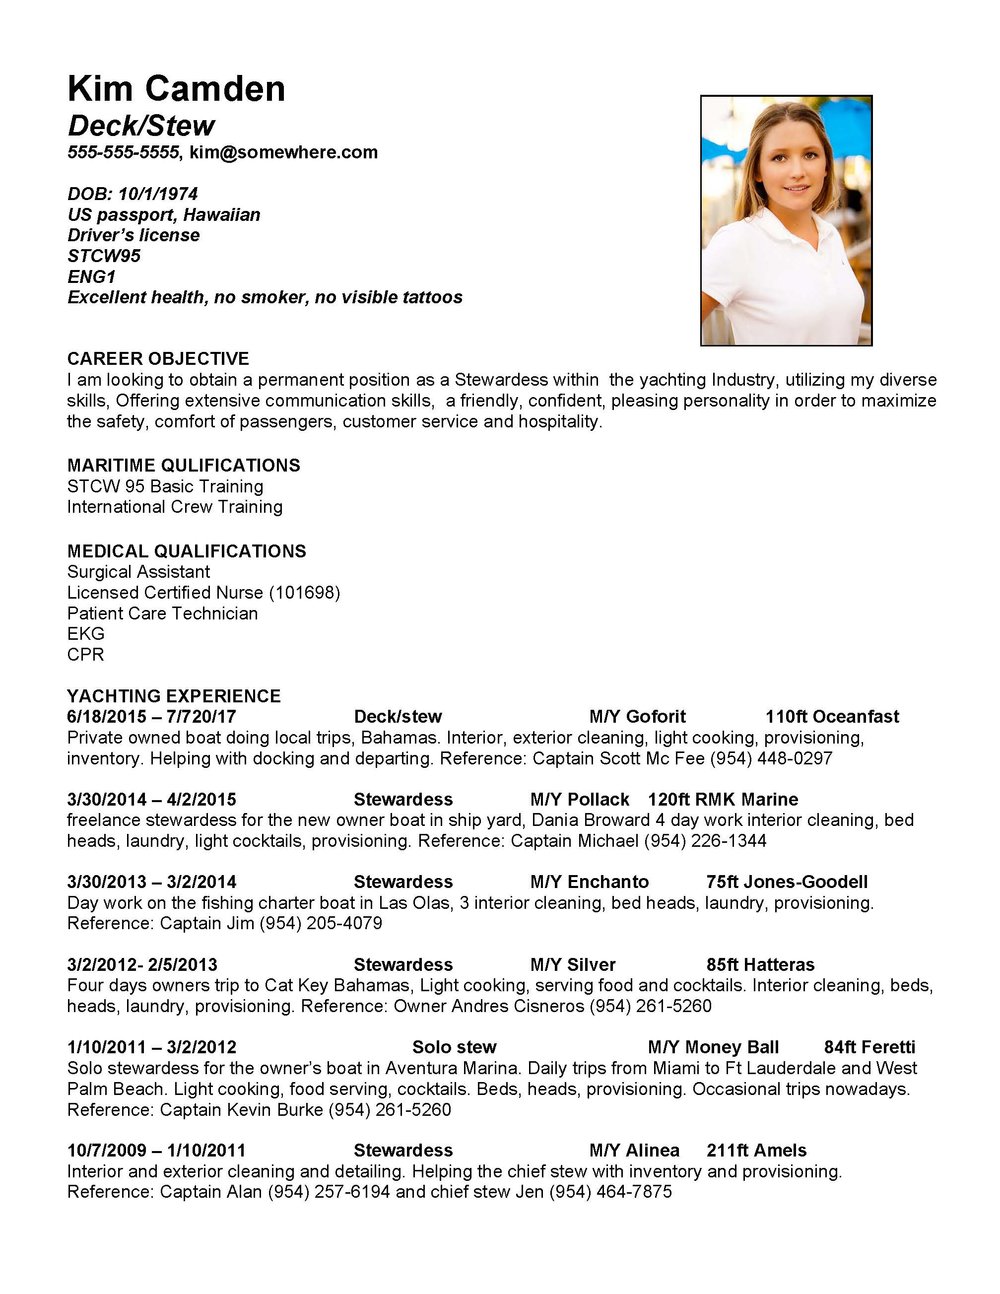 Kim Camden
Deck/Stew
555-555-5555, kim@somewhere.com
DOB: 10/1/1974
US passport, Hawaiian
Driver’s license
STCW95
ENG1
Excellent health, no smoker, no visible tattoos
CAREER OBJECTIVE
I am looking to obtain a permanent position as a Stewardess within  the yachting Industry, utilizing my diverse
skills, Offering extensive communication skills,  a friendly, confident, pleasing personality in order to maximize
the safety, comfort of passengers, customer service and hospitality.
MARITIME QULIFICATIONS
STCW 95 Basic Training
International Crew Training
MEDICAL QUALIFICATIONS
Surgical Assistant
Licensed Certified Nurse (101698)
Patient Care Technician
EKG
CPR
YACHTING EXPERIENCE
6/18/2015 – 7/720/17 Deck/stew M/Y Goforit 110ft Oceanfast
Private owned boat doing local trips, Bahamas. Interior, exterior cleaning, light cooking, provisioning,
inventory. Helping with docking and departing. Reference: Captain Scott Mc Fee (954) 448-0297
3/30/2014 – 4/2/2015 Stewardess M/Y Pollack 120ft RMK Marine
freelance stewardess for the new owner boat in ship yard, Dania Broward 4 day work interior cleaning, bed
heads, laundry, light cocktails, provisioning. Reference: Captain Michael (954) 226-1344
3/30/2013 – 3/2/2014 Stewardess M/Y Enchanto 75ft Jones-Goodell
Day work on the fishing charter boat in Las Olas, 3 interior cleaning, bed heads, laundry, provisioning.
Reference: Captain Jim (954) 205-4079
3/2/2012- 2/5/2013 Stewardess M/Y Silver 85ft Hatteras
Four days owners trip to Cat Key Bahamas, Light cooking, serving food and cocktails. Interior cleaning, beds,
heads, laundry, provisioning. Reference: Owner Andres Cisneros (954) 261-5260
1/10/2011 – 3/2/2012 Solo stew M/Y Money Ball 84ft Feretti
Solo stewardess for the owner’s boat in Aventura Marina. Daily trips from Miami to Ft Lauderdale and West
Palm Beach. Light cooking, food serving, cocktails. Beds, heads, provisioning. Occasional trips nowadays.
Reference: Captain Kevin Burke (954) 261-5260
10/7/2009 – 1/10/2011 Stewardess M/Y Alinea 211ft Amels
Interior and exterior cleaning and detailing. Helping the chief stew with inventory and provisioning.
Reference: Captain Alan (954) 257-6194 and chief stew Jen (954) 464-7875